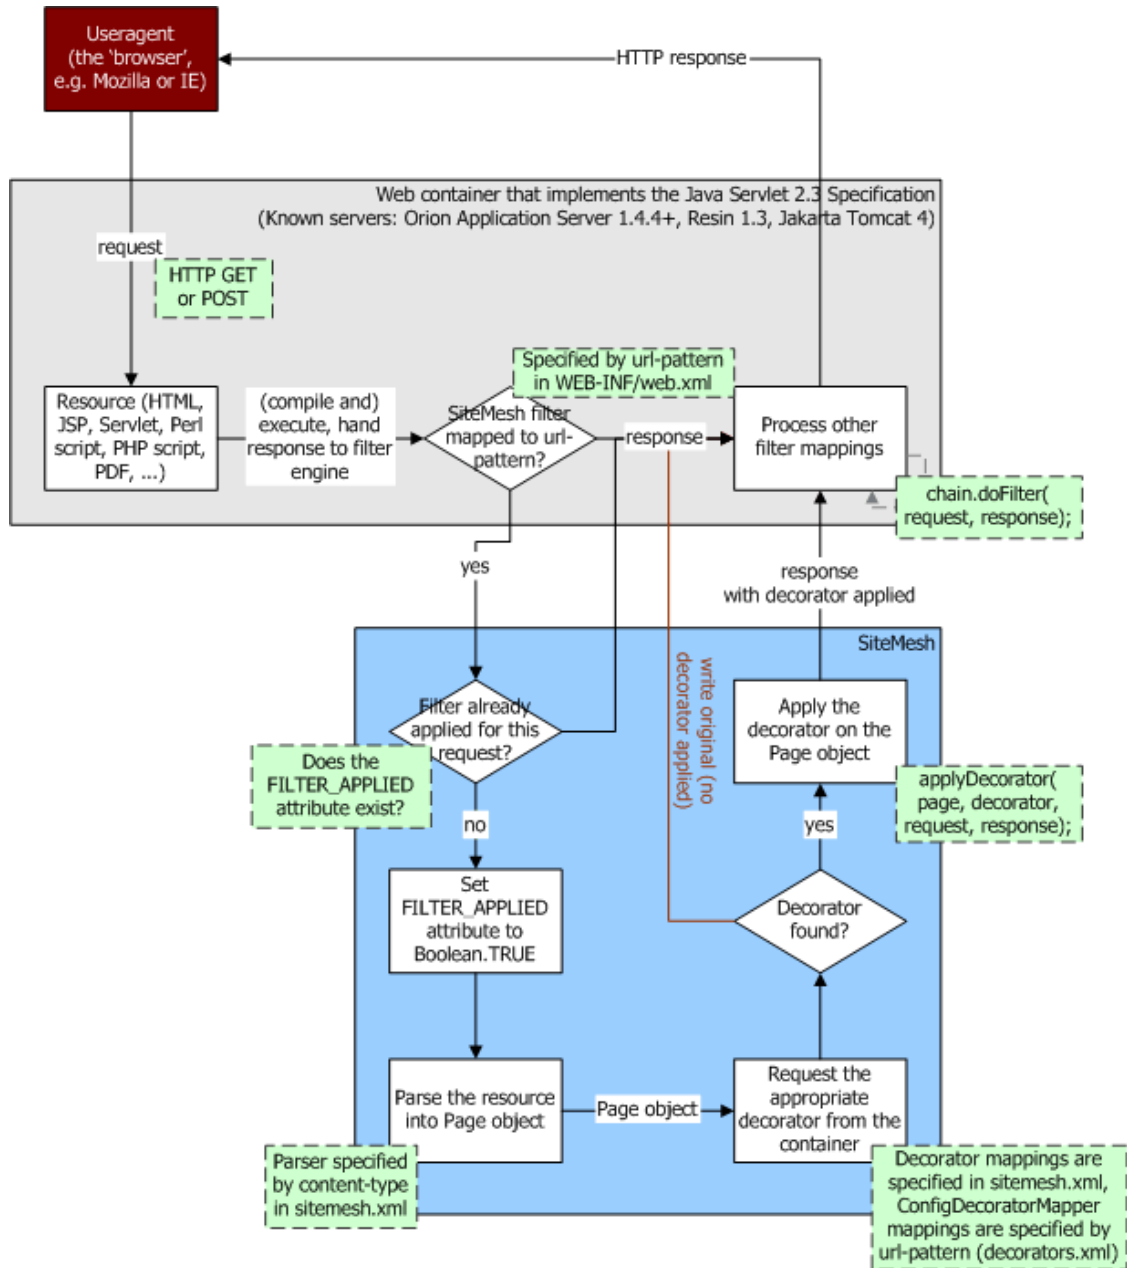 Useragent
(the ‘browser’,
e.g. Mozilla or IE)
HTTP response
Web container that implements the Java Servlet 2.3 Specification
(Known servers: Orion Application Server 1.4.4+, Resin 1.3, Jakarta Tomcat 4)
request
HTTP GET
or POST
Specified by url-pattern
in WEB-INF/web.xml
Resource (HTML,
JSP, Servlet, Perl
script, PHP script,
PDF, ...)
(compile and)
execute, hand
response to filter
engine
SiteMesh filter
mapped to url-
pattern?
response
Process other
filter mappings
chain.doFilter(
request, response);
yes
response
with decorator applied
SiteMesh
write original (no
decorator applied)
Filter already
applied for this
request?
Does the
FILTER_APPLIED
attribute exist?
Apply the
decorator on the
Page object
applyDecorator(
page, decorator,
request, response);
no
yes
Set
FILTER_APPLIED
attribute to
Boolean.TRUE
Decorator
found?
Parse the resource
into Page object
Page object
Request the
appropriate
decorator from the
container
Parser specified
by content-type
in sitemesh.xml
Decorator mappings are
specified in sitemesh.xml,
ConfigDecoratorMapper
mappings are specified by
url-pattern (decorators.xml)